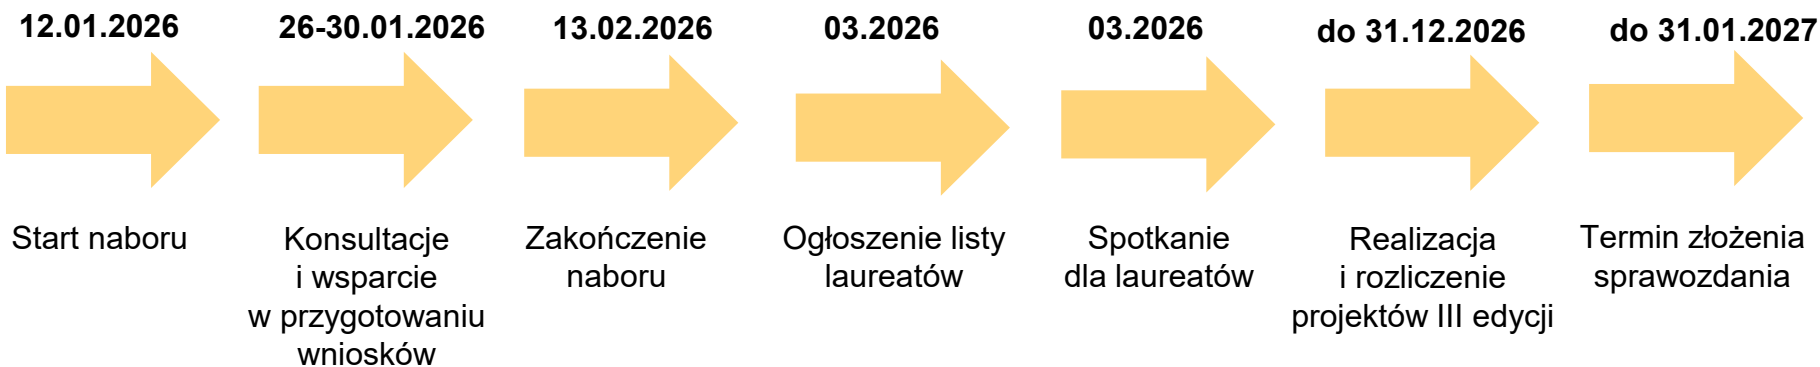 12.01.2026
Start naboru
26-30.01.2026
Konsultacje
i wsparcie
w przygotowaniu
wniosków
13.02.2026
Zakończenie
naboru
03.2026
Ogłoszenie listy
laureatów
03.2026
Spotkanie
dla laureatów
do 31.12.2026
Realizacja
i rozliczenie
projektów III edycji
do 31.01.2027
Termin złożenia
sprawozdania